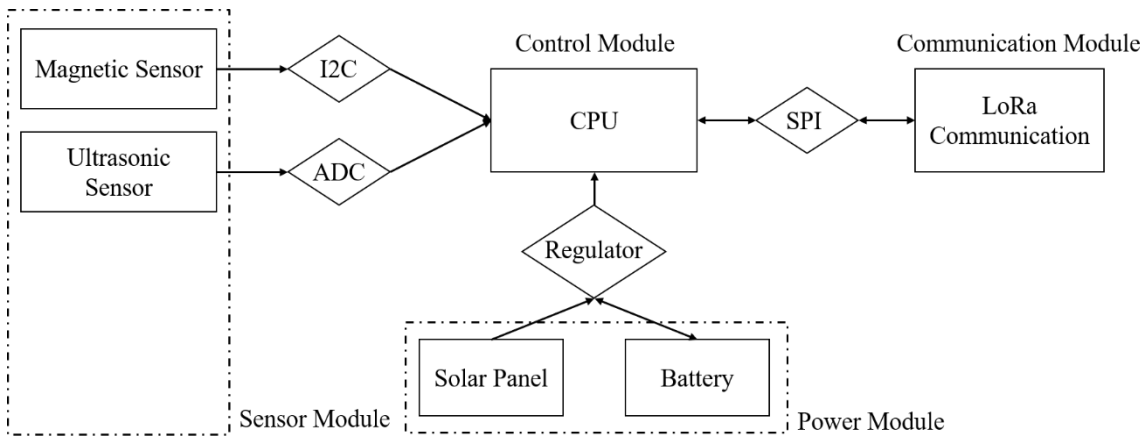 Control Module
Communication Module
Magnetic Sensor
I2C
CPU
SPI
LoRa
Communication
Ultrasonic
Sensor
ADC
Regulator
Solar Panel
Battery
Sensor Module
Power Module